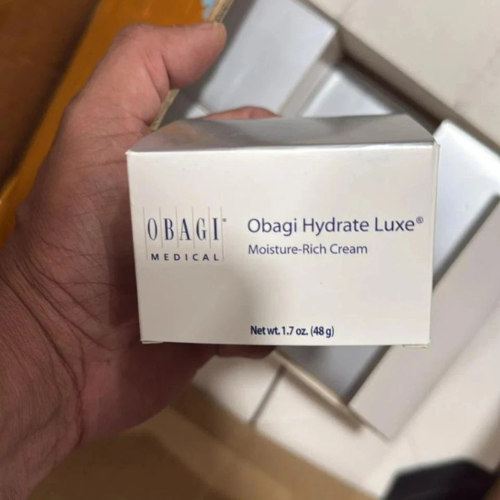 OBAGI®
MEDICAL
Obagi Hydrate Luxe®
Moisture-Rich Cream
Net wt. 1.7 oz. (48 g)